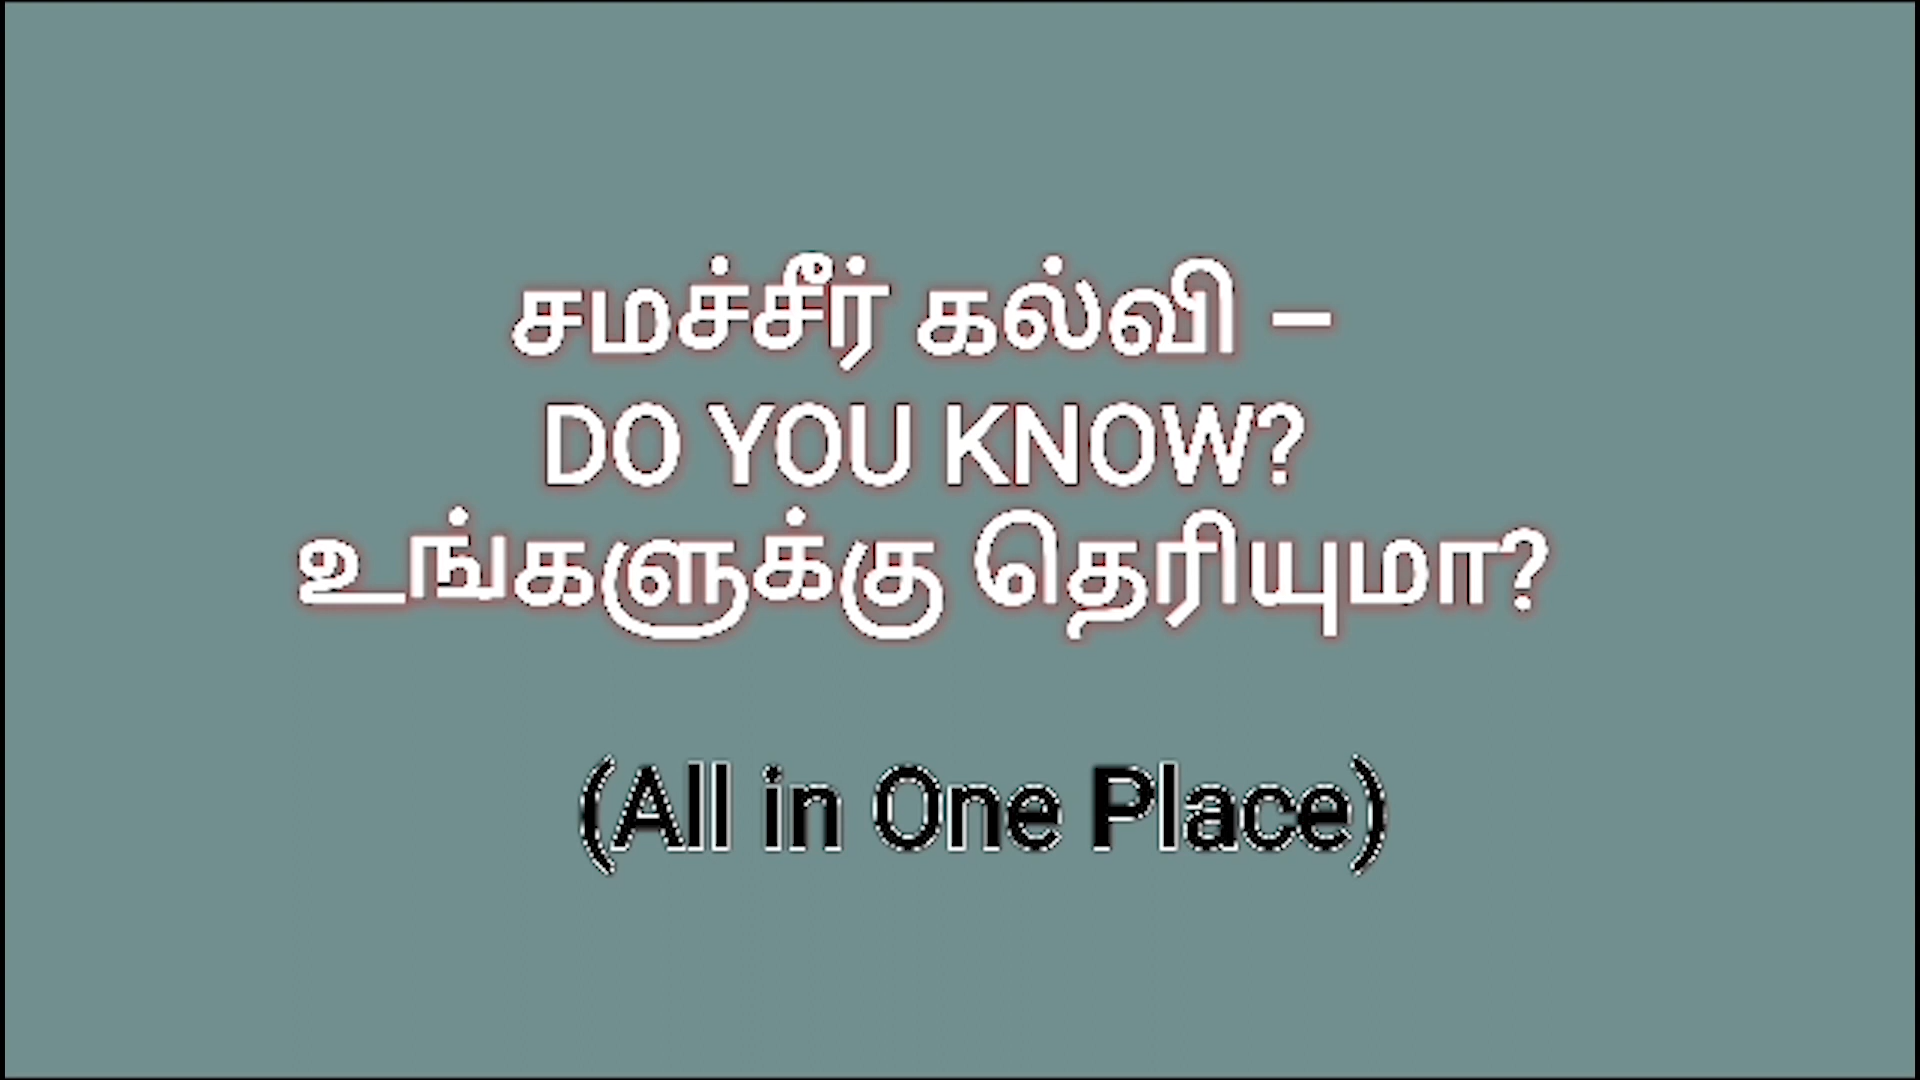 சமச்சீர் கல்வி –
DO YOU KNOW?
உங்களுக்கு தெரியுமா?
(All in One Place)